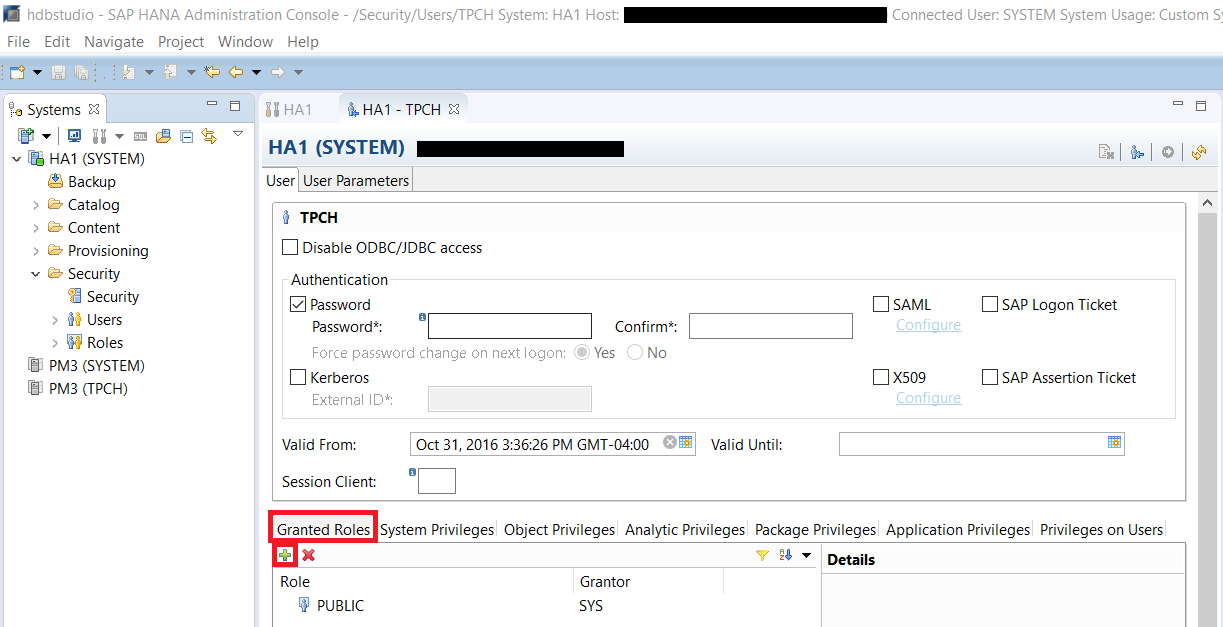 hdbstudio - SAP HANA Administration Console - /Security/Users/TPCH System: HA1 Host: Connected User: SYSTEM System Usage: Custom Sy
File Edit Navigate Project Window Help
Systems
HA1
HA1 - TPCH
SQL
HA1 (SYSTEM)
Backup
Catalog
Content
Provisioning
Security
Security
Users
Roles
PM3 (SYSTEM)
PM3 (TPCH)
HA1 (SYSTEM)
User User Parameters
TPCH
Disable ODBC/JDBC access
Authentication
Password SAML SAP Logon Ticket
Password*: Confirm*: Configure
Force password change on next logon: Yes No
Kerberos X509 SAP Assertion Ticket
External ID*: Configure
Valid From: Oct 31, 2016 3:36:26 PM GMT-04:00 Valid Until:
Session Client:
Granted Roles System Privileges Object Privileges Analytic Privileges Package Privileges Application Privileges Privileges on Users
Details
Role Grantor
PUBLIC SYS